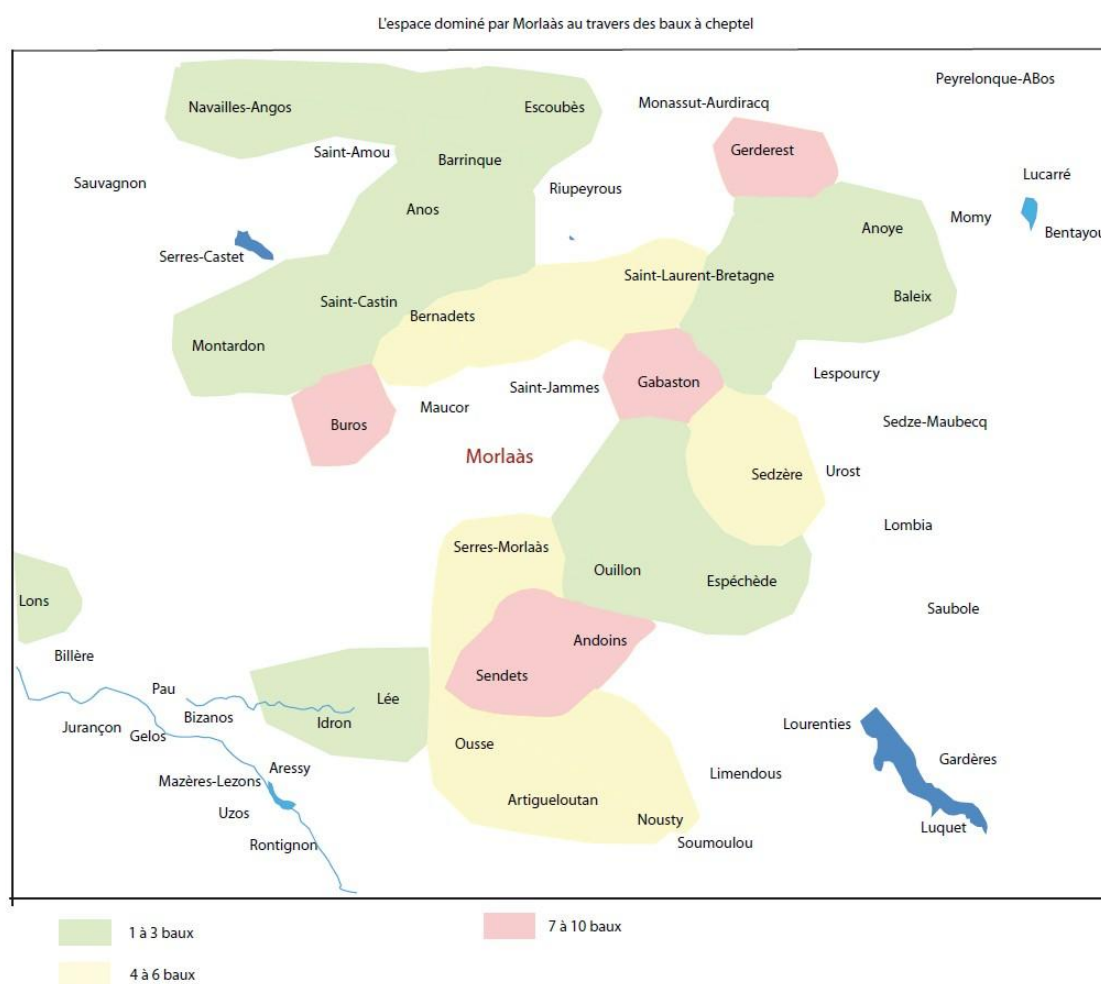 L'espace dominé par Morlaàs au travers des baux à cheptel
Peyrelonque-ABos
Navailles-Angos
Escoubès
Monassut-Aurdiracq
Gerderest
Saint-Amou
Barrinque
Sauvagnon
Riupeyrous
Lucarré
Anos
Momy
Anoye
Bentayou
Serres-Castet
Saint-Laurent-Bretagne
Saint-Castin
Baleix
Bernadets
Montardon
Lespourcy
Saint-Jammes
Gabaston
Maucor
Buros
Sedze-Maubecq
Morlaàs
Sedzère
Urost
Lombia
Serres-Morlaàs
Ouillon
Espéchède
Lons
Saubole
Andoins
Billère
Sendets
Pau
Lée
Bizanos
Idron
Jurançon
Gelos
Lourenties
Ousse
Gardères
Aressy
Limendous
Mazères-Lezons
Artigueloutan
Uzos
Nousty
Luquet
Rontignon
Soumoulou
1 à 3 baux
7 à 10 baux
4 à 6 baux